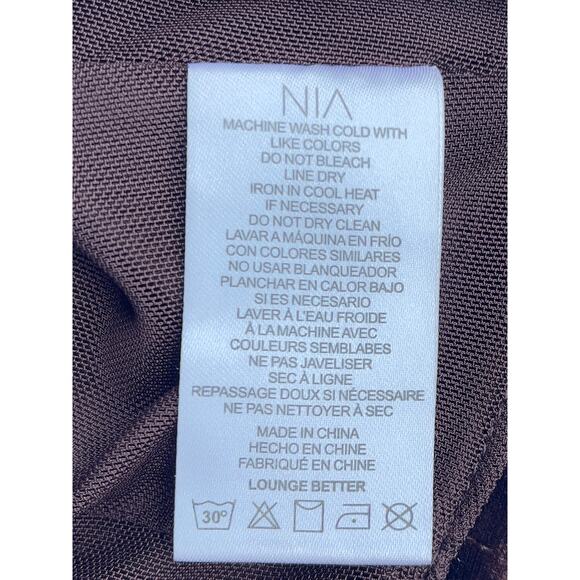 NIA
MACHINE WASH COLD WITH
LIKE COLORS
DO NOT BLEACH
LINE DRY
IRON IN COOL HEAT
IF NECESSARY
DO NOT DRY CLEAN
LAVAR A MÁQUINA EN FRÍO
CON COLORES SIMILARES
NO USAR BLANQUEADOR
PLANCHAR EN CALOR BAJO
SI ES NECESARIO
LAVER À L'EAU FROIDE
À LA MACHINE AVEC
COULEURS SEMBLABES
NE PAS JAVELISER
SEC À LIGNE
REPASSAGE DOUX SI NÉCESSAIRE
NE PAS NETTOYER À SEC
MADE IN CHINA
HECHO EN CHINE
FABRIQUÉ EN CHINE
LOUNGE BETTER
30°